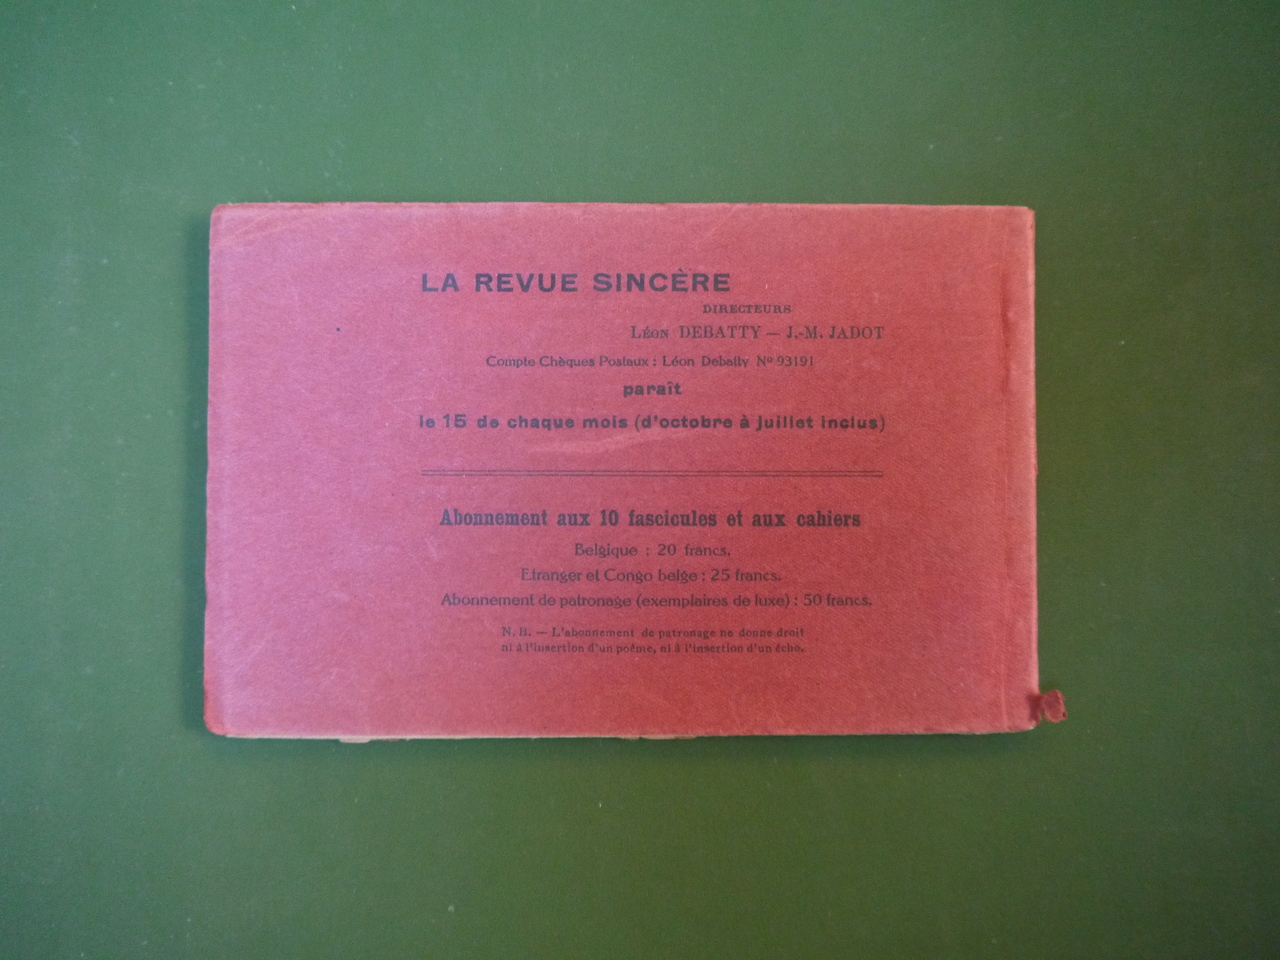 LA REVUE SINCÈRE
DIRECTEURS
LÉON DEBATTY — J.-M. JADOT
Compte Chèques Postaux : Léon Debatty Nº 93191
paraît
le 15 de chaque mois (d'octobre à juillet inclus)
Abonnement aux 10 fascicules et aux cahiers
Belgique : 20 francs.
Etranger et Congo belge : 25 francs.
Abonnement de patronage (exemplaires de luxe) : 50 francs.
N. B. — L'abonnement de patronage ne donne droit
ni à l'insertion d'un poème, ni à l'insertion d'un écho.